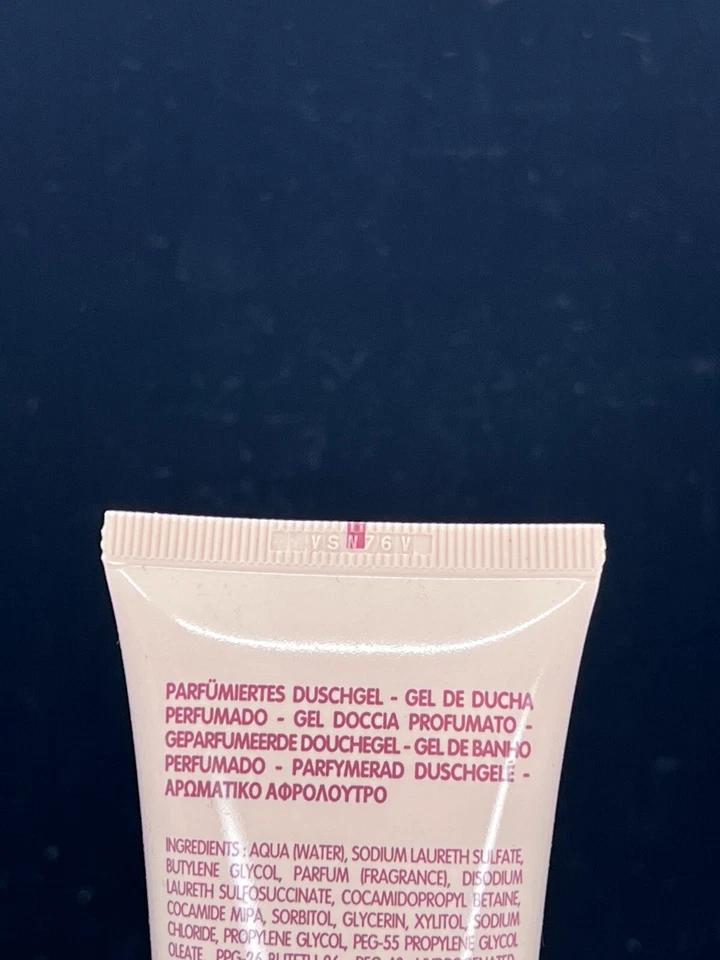 VSN76V
PARFÜMIERTES DUSCHGEL - GEL DE DUCHA
PERFUMADO - GEL DOCCIA PROFUMATO -
GEPARFUMEERDE DOUCHEGEL - GEL DE BANHO
PERFUMADO - PARFYMERAD DUSCHGELÉ -
ΑΡΩΜΑΤΙΚΟ ΑΦΡΟΛΟΥΤΡΟ
INGREDIENTS : AQUA (WATER), SODIUM LAURETH SULFATE,
BUTYLENE GLYCOL, PARFUM (FRAGRANCE), DISODIUM
LAURETH SULFOSUCCINATE, COCAMIDOPROPYL BETAINE,
COCAMIDE MIPA, SORBITOL, GLYCERIN, XYLITOL, SODIUM
CHLORIDE, PROPYLENE GLYCOL, PEG-55 PROPYLENE GLYCOL
OLEATE,